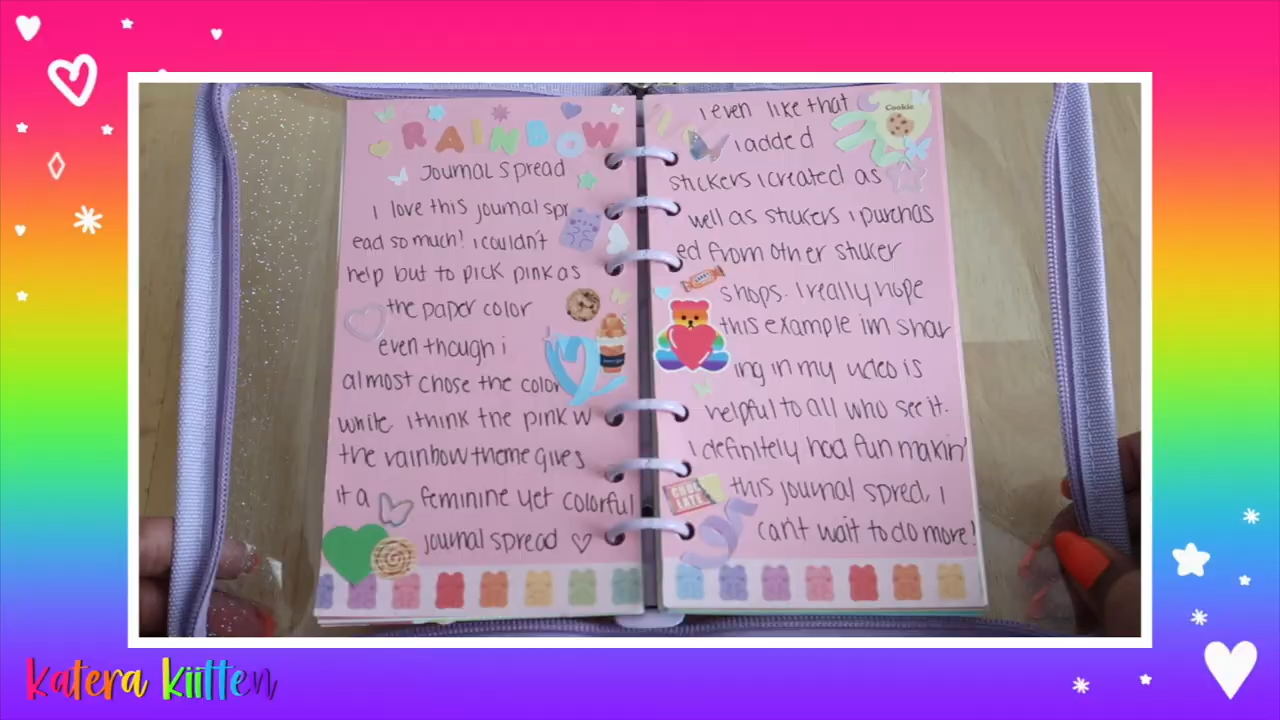 RAINBOW
Journal spread
i love this journal spr
ead so much! i couldn't
help but to pick pink as
the paper color
even though i
almost chose the color
white i think the pink w
the rainbow theme gives
it a feminine yet colorful
journal spread
i even like that
i added
stickers i created as
well as stickers i purchas
ed from other sticker
shops. I really hope
this example im shar
ing in my video is
helpful to all who see it.
I definitely had fun makin'
this journal spred, I
can't wait to do more!
Cookie
CHOCO
LATE
katera kiitten